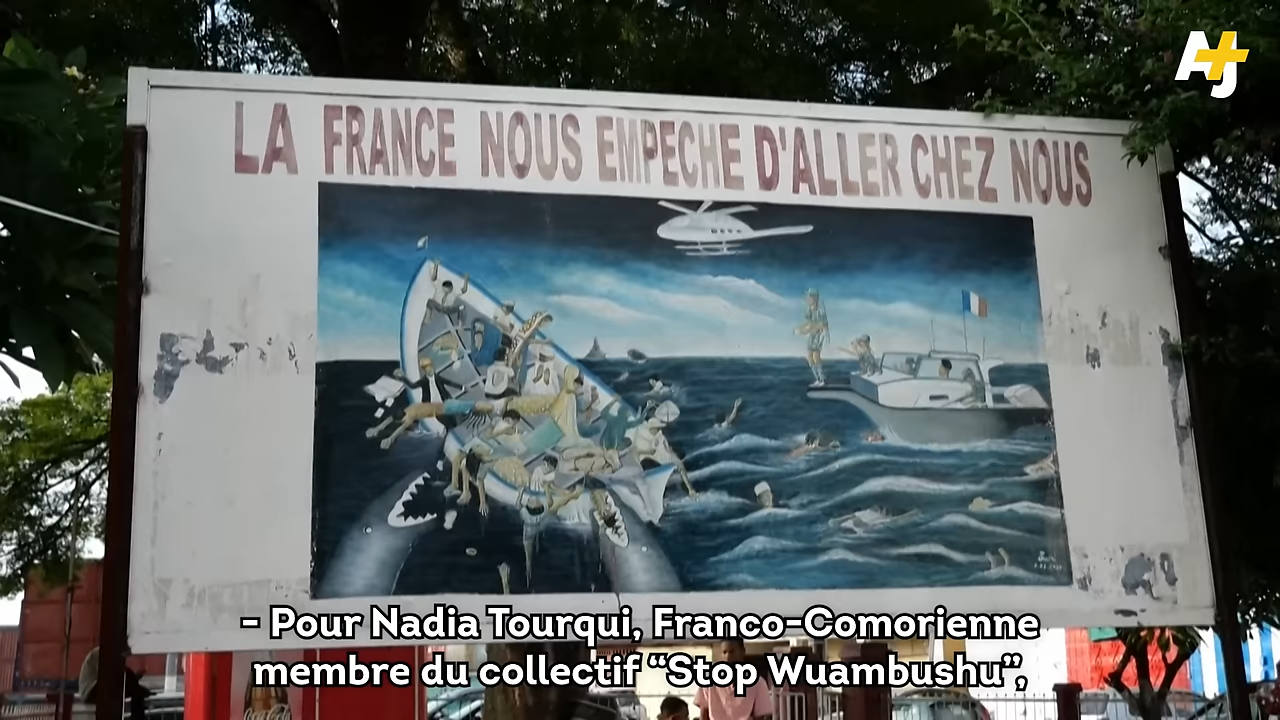 AJ+
LA FRANCE NOUS EMPECHE D'ALLER CHEZ NOUS
- Pour Nadia Tourqui, Franco-Comorienne
membre du collectif “Stop Wuambushu”,